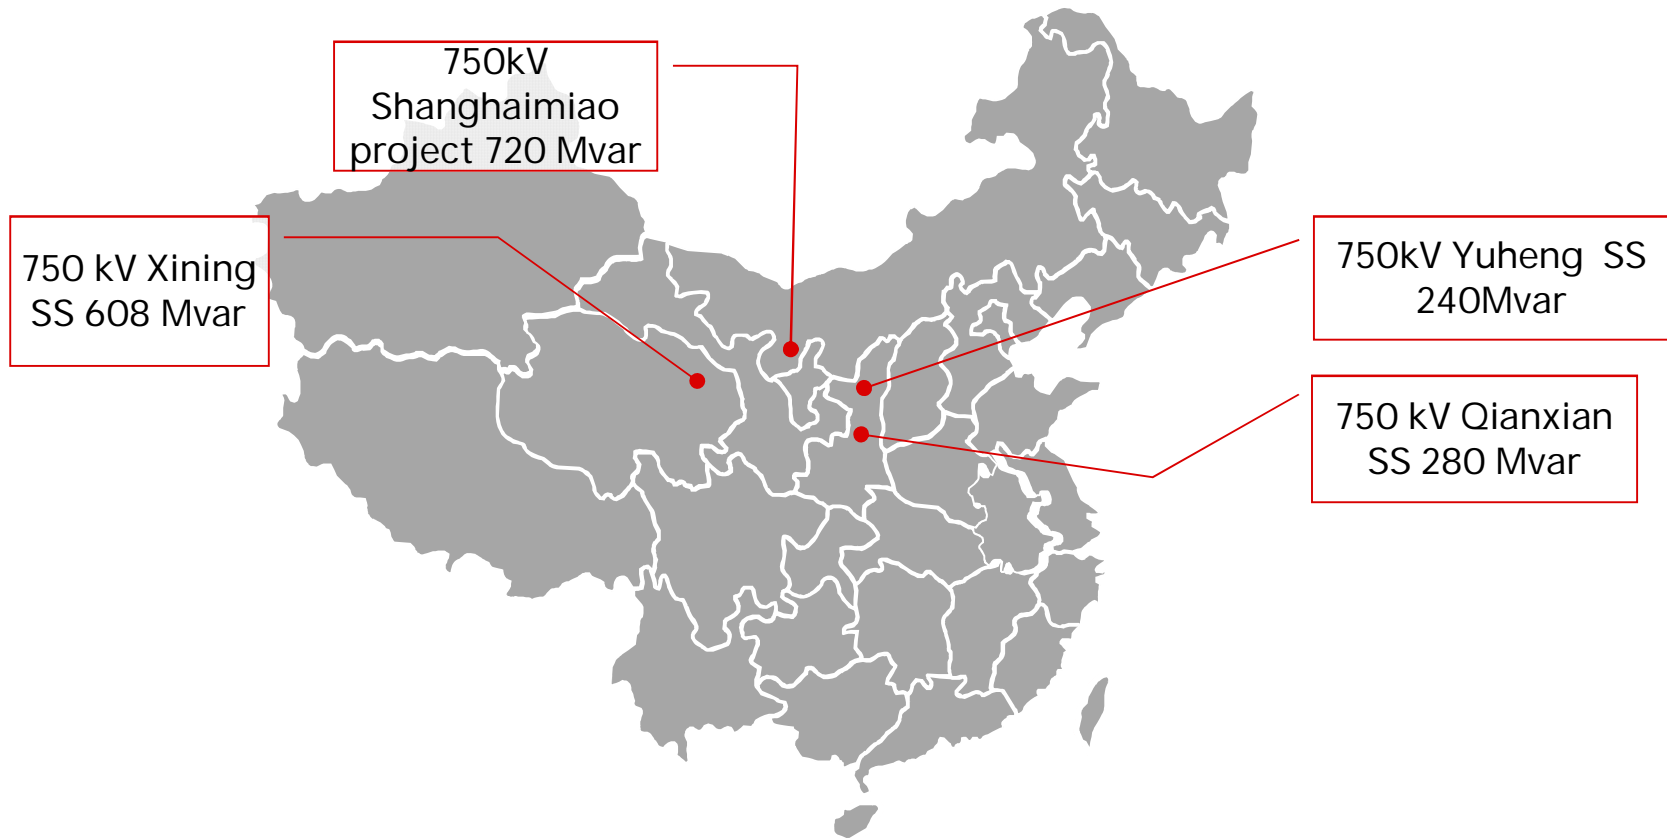 750kV
Shanghaimiao
project 720 Mvar
750 kV Xining
SS 608 Mvar
750kV Yuheng SS
240Mvar
750 kV Qianxian
SS 280 Mvar